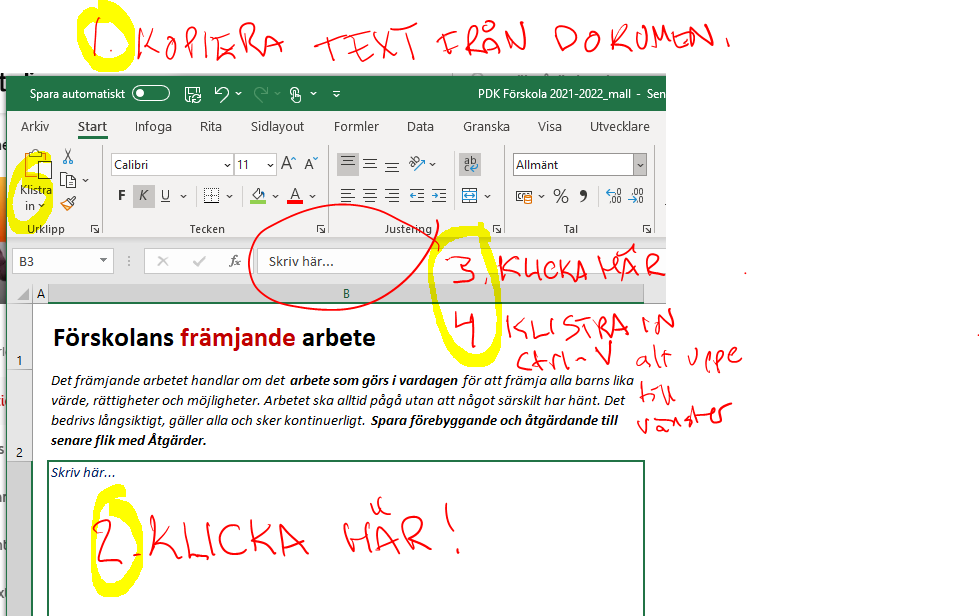 1. KOPIERA TEXT FRÅN DOKUMEN.
Spara automatiskt
PDK Förskola 2021-2022_mall - Sen
Arkiv Start Infoga Rita Sidlayout Formler Data Granska Visa Utvecklare
Klistra in
Calibri 11 A A
ab
Allmänt
F K U A % 00 00
Urklipp Tecken Justering Tal
B3 fx Skriv här...
3. KLICKA HÄR
A B
4 KLISTRA IN
Ctrl-V alt uppe
till
vänster
1 Förskolans främjande arbete
Det främjande arbetet handlar om det arbete som görs i vardagen för att främja alla barns lika
värde, rättigheter och möjligheter. Arbetet ska alltid pågå utan att något särskilt har hänt. Det
bedrivs långsiktigt, gäller alla och sker kontinuerligt. Spara förebyggande och åtgärdande till
2 senare flik med Åtgärder.
Skriv här...
2. KLICKA HÄR!